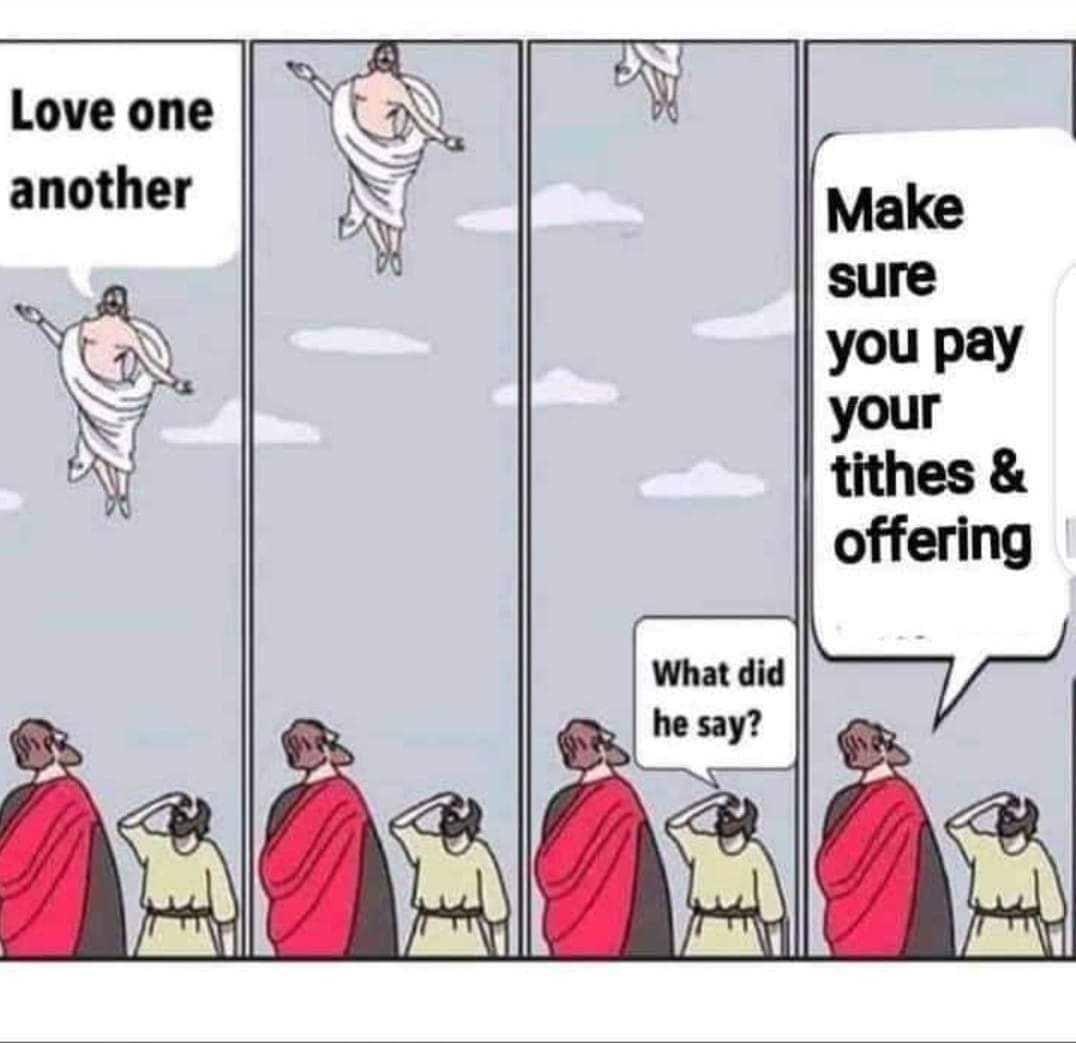 Love one
another
What did
he say?
Make
sure
you pay
your
tithes &
offering